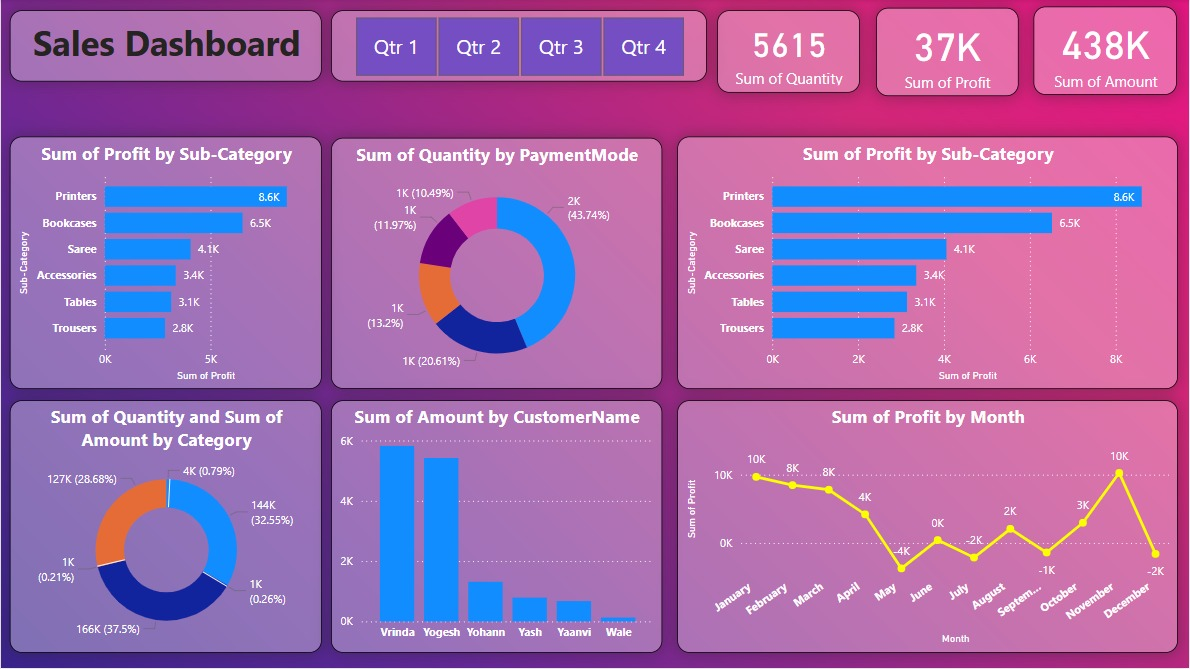 Sales Dashboard
Qtr 1
Qtr 2
Qtr 3
Qtr 4
5615
Sum of Quantity
37K
Sum of Profit
438K
Sum of Amount
Sum of Profit by Sub-Category
Sub-Category
Printers
8.6K
Bookcases
6.5K
Saree
4.1K
Accessories
3.4K
Tables
3.1K
Trousers
2.8K
0K
5K
Sum of Profit
Sum of Quantity by PaymentMode
1K (10.49%)
2K
(43.74%)
1K
(11.97%)
1K
(13.2%)
1K (20.61%)
Sum of Profit by Sub-Category
Sub-Category
Printers
8.6K
Bookcases
6.5K
Saree
4.1K
Accessories
3.4K
Tables
3.1K
Trousers
2.8K
0K
2K
4K
6K
8K
Sum of Profit
Sum of Quantity and Sum of
Amount by Category
4K (0.79%)
127K (28.68%)
144K
(32.55%)
1K
(0.21%)
1K
(0.26%)
166K (37.5%)
Sum of Amount by CustomerName
6K
4K
2K
0K
Vrinda
Yogesh
Yohann
Yash
Yaanvi
Wale
Sum of Profit by Month
Sum of Profit
10K
0K
10K
8K
8K
4K
-4K
0K
-2K
2K
-1K
3K
10K
-2K
January
February
March
April
May
June
July
August
Septem...
October
November
December
Month